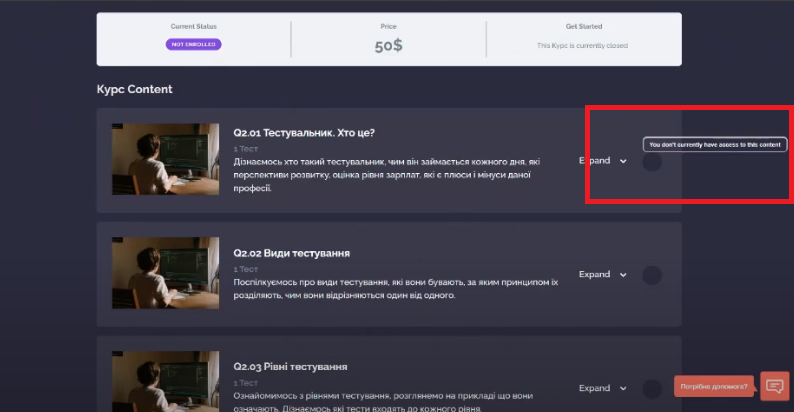 Current Status
NOT ENROLLED
Price
50$
Get Started
This Курс is currently closed
Курс Content
Q2.01 Тестувальник. Хто це?
1 Тест
Дізнаємось хто такий тестувальник, чим він займається кожного дня, які
перспективи розвитку, оцінка рівня зарплат, які є плюси і мінуси даної
професії.
Expand
You don't currently have access to this content
Q2.02 Види тестування
1 Тест
Поспілкуємось про види тестування, які вони бувають, за яким принципом їх
розділяють, чим вони відрізняються один від одного.
Expand
Q2.03 Рівні тестування
1 Тест
Ознайомимось з рівнями тестування, розглянемо на прикладі що вони
означають. Дізнаємось які тести входять до кожного рівня.
Expand
Потрібна допомога?